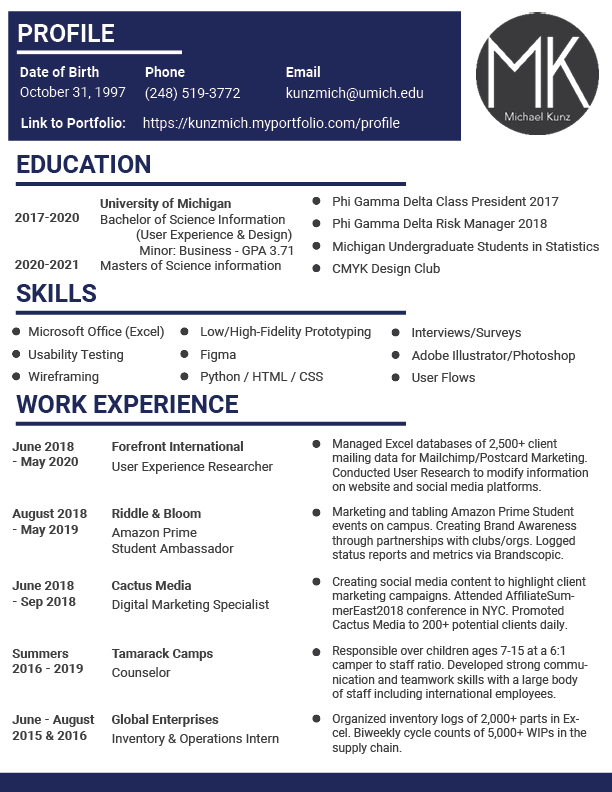 PROFILE
Date of Birth Phone Email
October 31, 1997 (248) 519-3772 kunzmich@umich.edu
Link to Portfolio: https://kunzmich.myportfolio.com/profile
MK
Michael Kunz
EDUCATION
2017-2020
University of Michigan
Bachelor of Science Information
(User Experience & Design)
Minor: Business - GPA 3.71
2020-2021 Masters of Science information
Phi Gamma Delta Class President 2017
Phi Gamma Delta Risk Manager 2018
Michigan Undergraduate Students in Statistics
CMYK Design Club
SKILLS
Microsoft Office (Excel)
Usability Testing
Wireframing
Low/High-Fidelity Prototyping
Figma
Python / HTML / CSS
Interviews/Surveys
Adobe Illustrator/Photoshop
User Flows
WORK EXPERIENCE
June 2018
- May 2020
Forefront International
User Experience Researcher
Managed Excel databases of 2,500+ client
mailing data for Mailchimp/Postcard Marketing.
Conducted User Research to modify information
on website and social media platforms.
August 2018
- May 2019
Riddle & Bloom
Amazon Prime
Student Ambassador
Marketing and tabling Amazon Prime Student
events on campus. Creating Brand Awareness
through partnerships with clubs/orgs. Logged
status reports and metrics via Brandscopic.
June 2018
- Sep 2018
Cactus Media
Digital Marketing Specialist
Creating social media content to highlight client
marketing campaigns. Attended AffiliateSum-
merEast2018 conference in NYC. Promoted
Cactus Media to 200+ potential clients daily.
Summers
2016 - 2019
Tamarack Camps
Counselor
Responsible over children ages 7-15 at a 6:1
camper to staff ratio. Developed strong commu-
nication and teamwork skills with a large body
of staff including international employees.
June - August
2015 & 2016
Global Enterprises
Inventory & Operations Intern
Organized inventory logs of 2,000+ parts in Ex-
cel. Biweekly cycle counts of 5,000+ WIPs in the
supply chain.